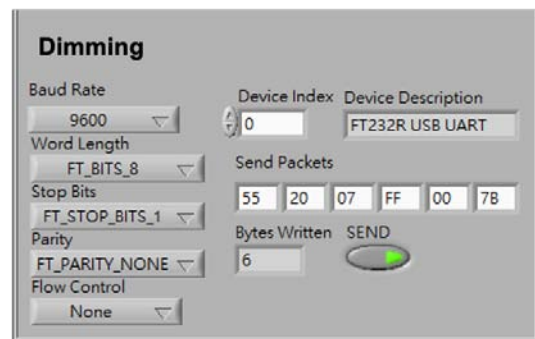 Dimming
Baud Rate
9600
Word Length
FT_BITS_8
Stop Bits
FT_STOP_BITS_1
Parity
FT_PARITY_NONE
Flow Control
None
Device Index Device Description
0 FT232R USB UART
Send Packets
55 20 07 FF 00 7B
Bytes Written SEND
6